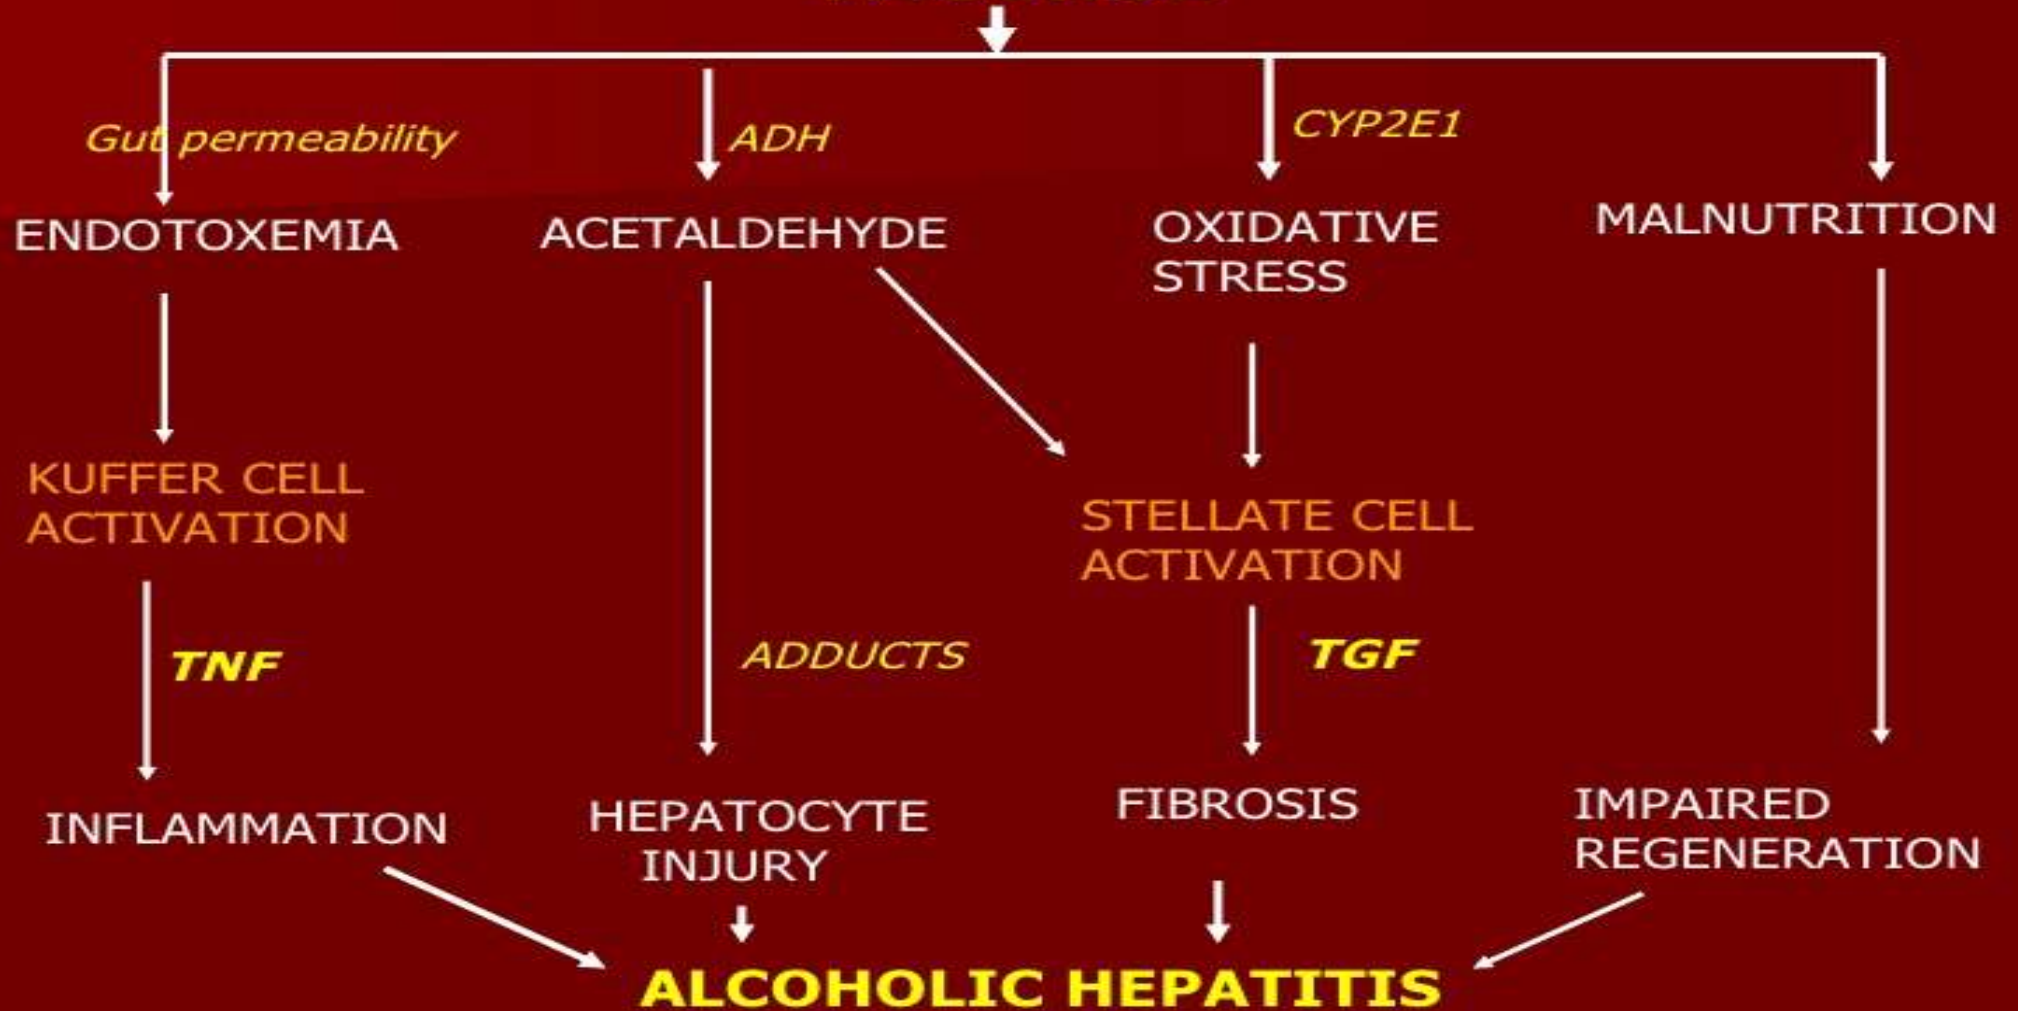 Gut permeability
ADH
CYP2E1
ENDOTOXEMIA
ACETALDEHYDE
OXIDATIVE
STRESS
MALNUTRITION
KUFFER CELL
ACTIVATION
STELLATE CELL
ACTIVATION
TNF
ADDUCTS
TGF
INFLAMMATION
HEPATOCYTE
INJURY
FIBROSIS
IMPAIRED
REGENERATION
ALCOHOLIC HEPATITIS